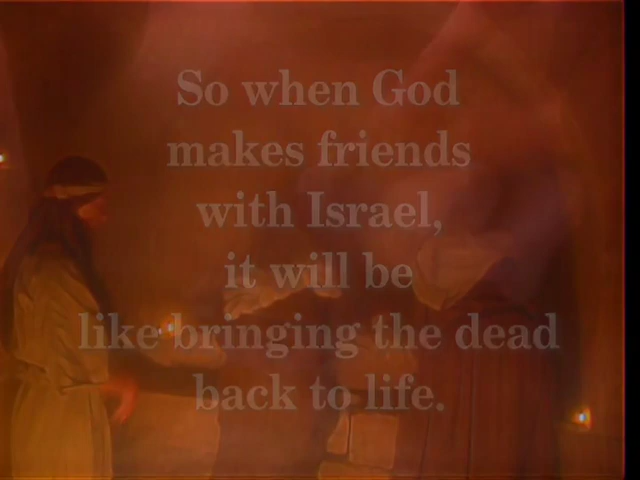 So when God
makes friends
with Israel,
it will be
like bringing the dead
back to life.